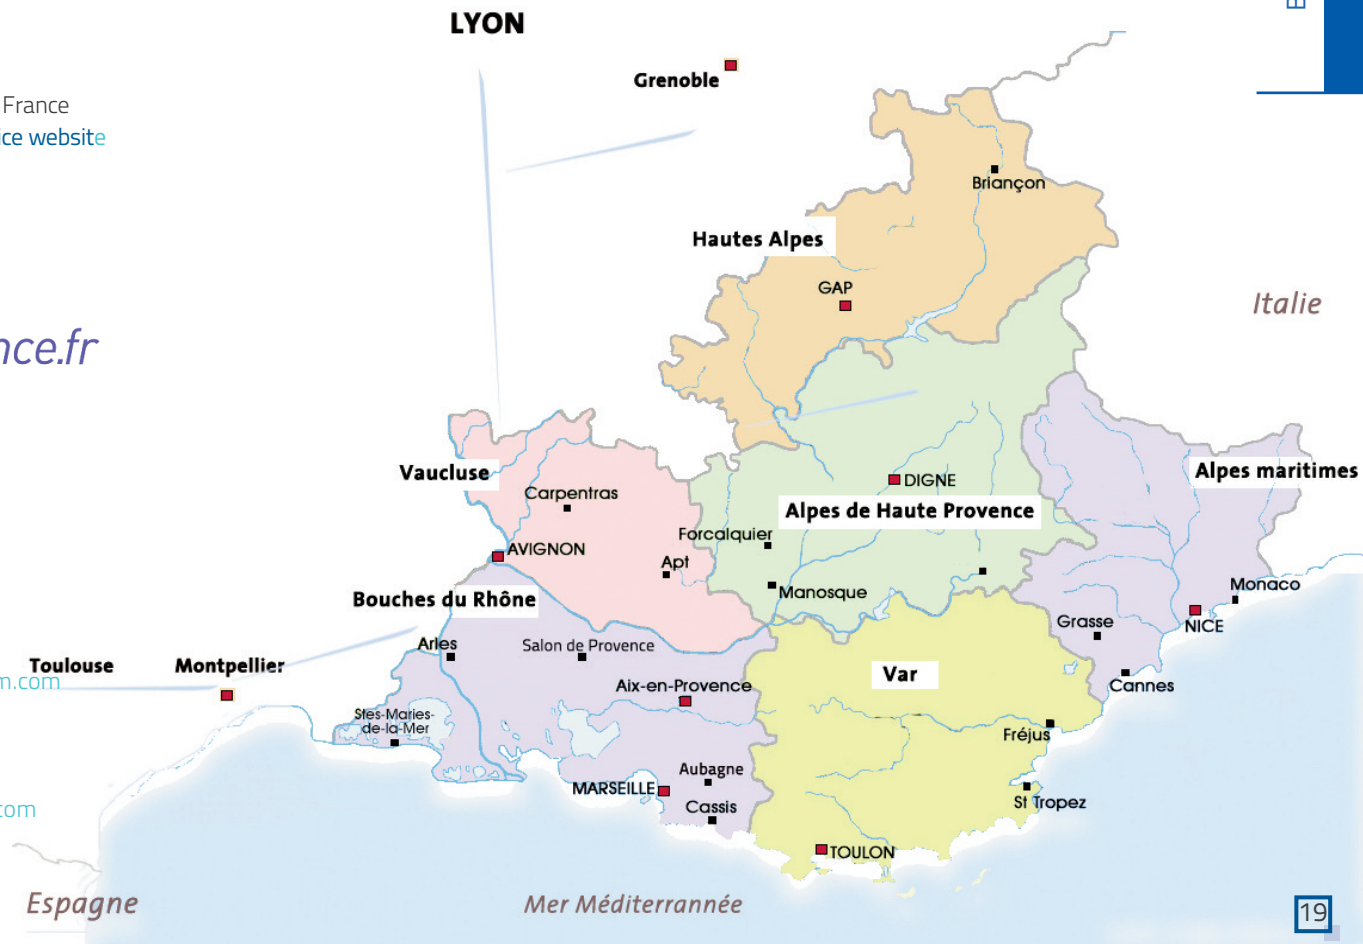 LYON
Grenoble
France
ice website
Briançon
Hautes Alpes
GAP
Italie
nce.fr
Vaucluse
Alpes maritimes
DIGNE
Carpentras
Alpes de Haute Provence
Forcalquier
AVIGNON
Apt
Monaco
Manosque
Bouches du Rhône
Grasse
NICE
Arles
Salon de Provence
Toulouse
Montpellier
Var
m.com
Aix-en-Provence
Cannes
Stes-Maries-
de-la-Mer
Fréjus
Aubagne
MARSEILLE
St Tropez
Cassis
com
TOULON
Espagne
Mer Méditerrannée
19